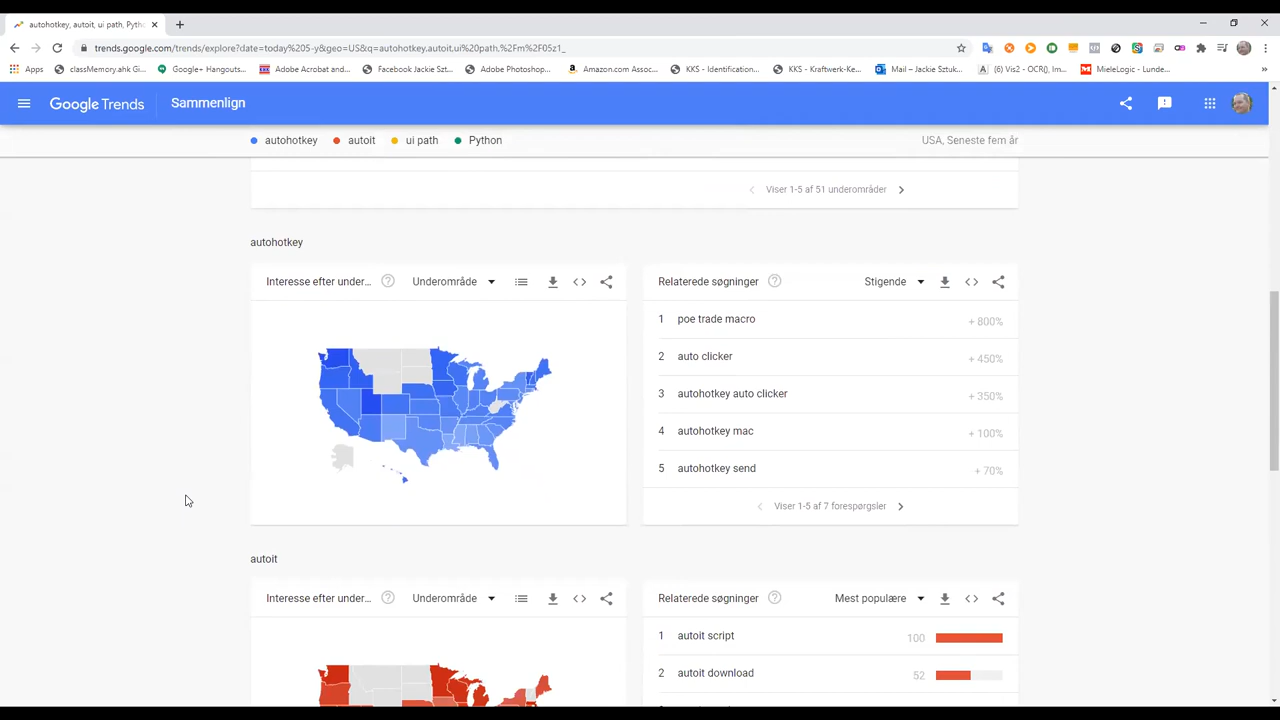 autohotkey, autoit, ui path, Pyth
trends.google.com/trends/explore?date=today%205-y&geo=US&q=autohotkey,autoit,ui%20path,%2Fm%2F05z1_
Apps classMemory.ahk Gi... Google+ Hangouts... Adobe Acrobat and... Facebook Jackie Szt... Adobe Photoshop... Amazon.com Assoc... KKS - Identification... KKS - Kraftwerk-Ke... Mail – Jackie Sztuk... (6) Vis2 - OCR(), Im... MieleLogic - Lunde... »
Google Trends Sammenlign
autohotkey autoit ui path Python USA, Seneste fem år
Viser 1-5 af 51 underområder
autohotkey
Interesse efter under... Underområde
Relaterede søgninger Stigende
1 poe trade macro + 800%
2 auto clicker + 450%
3 autohotkey auto clicker + 350%
4 autohotkey mac + 100%
5 autohotkey send + 70%
Viser 1-5 af 7 forespørgsler
autoit
Interesse efter under... Underområde
Relaterede søgninger Mest populære
1 autoit script 100
2 autoit download 52